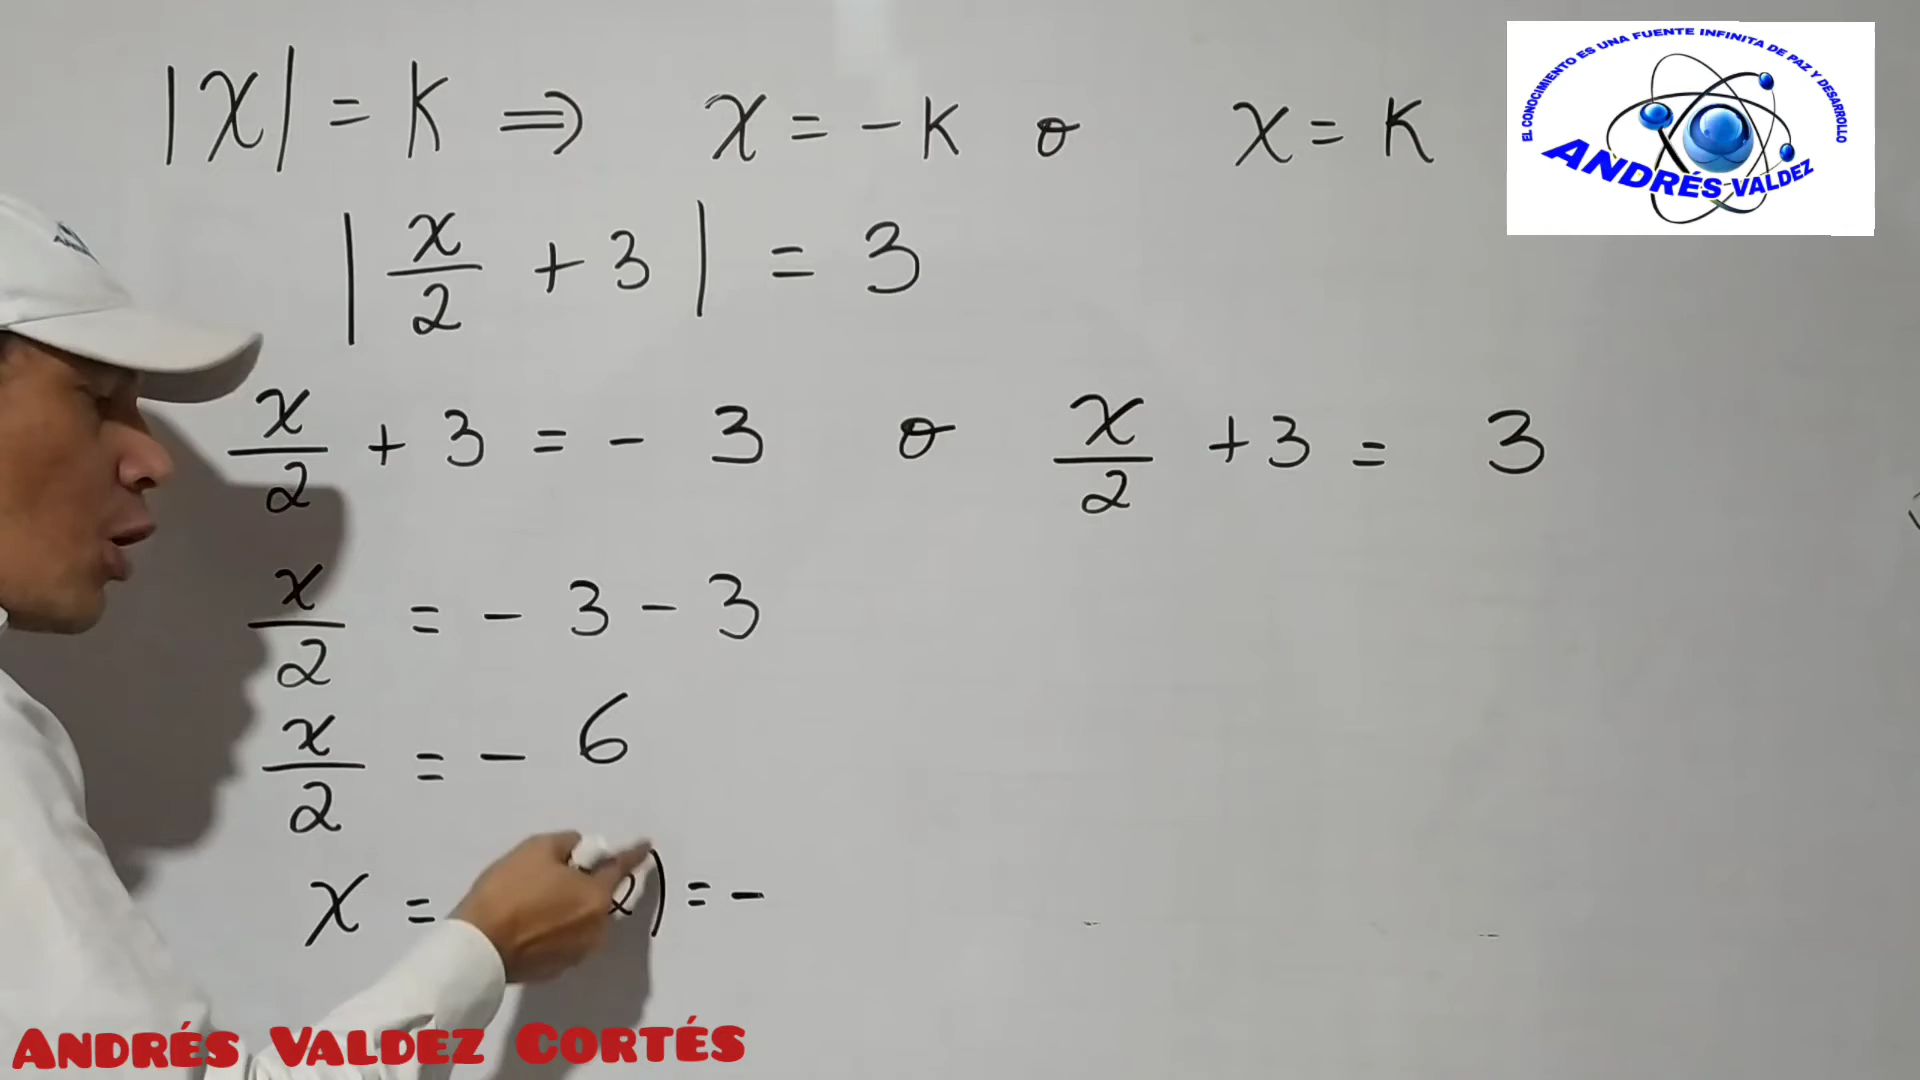 EL CONOCIMIENTO ES UNA FUENTE INFINITA DE PAZ Y DESARROLLO
ANDRÉS VALDEZ
|x| = K ⇒ x = -K o x = K
|x/2 + 3| = 3
x/2 + 3 = - 3 o x/2 + 3 = 3
x/2 = - 3 - 3
x/2 = - 6
x = 2) = -
ANDRÉS VALDEZ CORTÉS